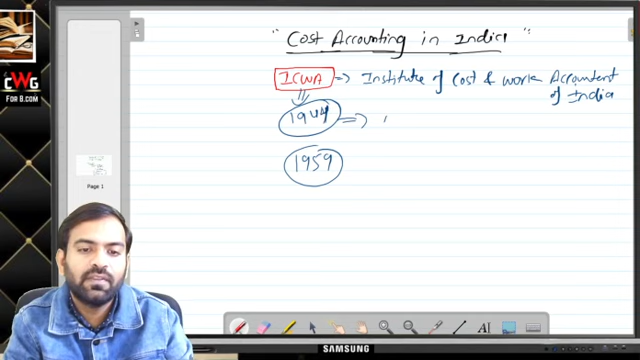 " Cost Accounting in India "
ICWA => Institute of Cost & work Accountent
of India
1944 =>
1959
CWG
FOR 8.com
Page 1
SAMSUNG